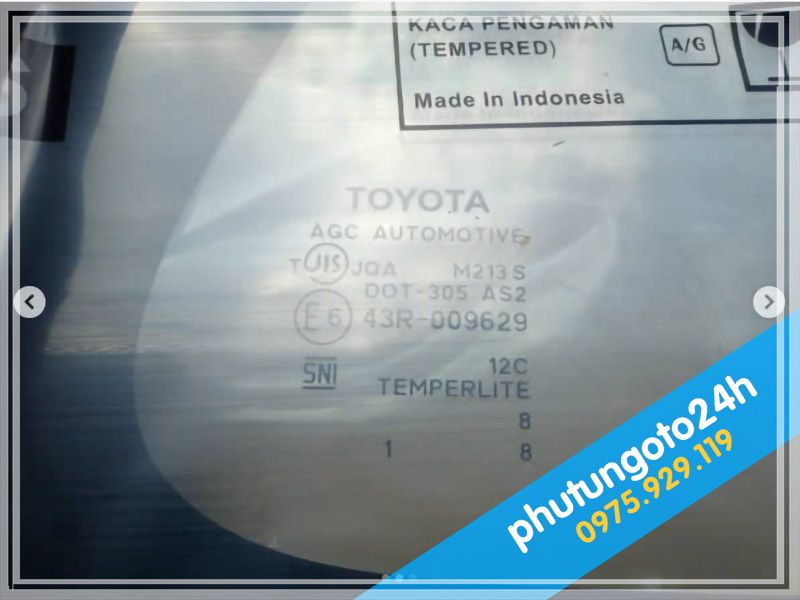 KACA PENGAMAN
(TEMPERED)
A/G
Made In Indonesia
TOYOTA
AGC AUTOMOTIVE
T JIS JQA M213 S
DOT-305 AS2
E6 43R-009629
SNI 12C
TEMPERLITE
8
1 8
phutungoto24h
0975.929.119